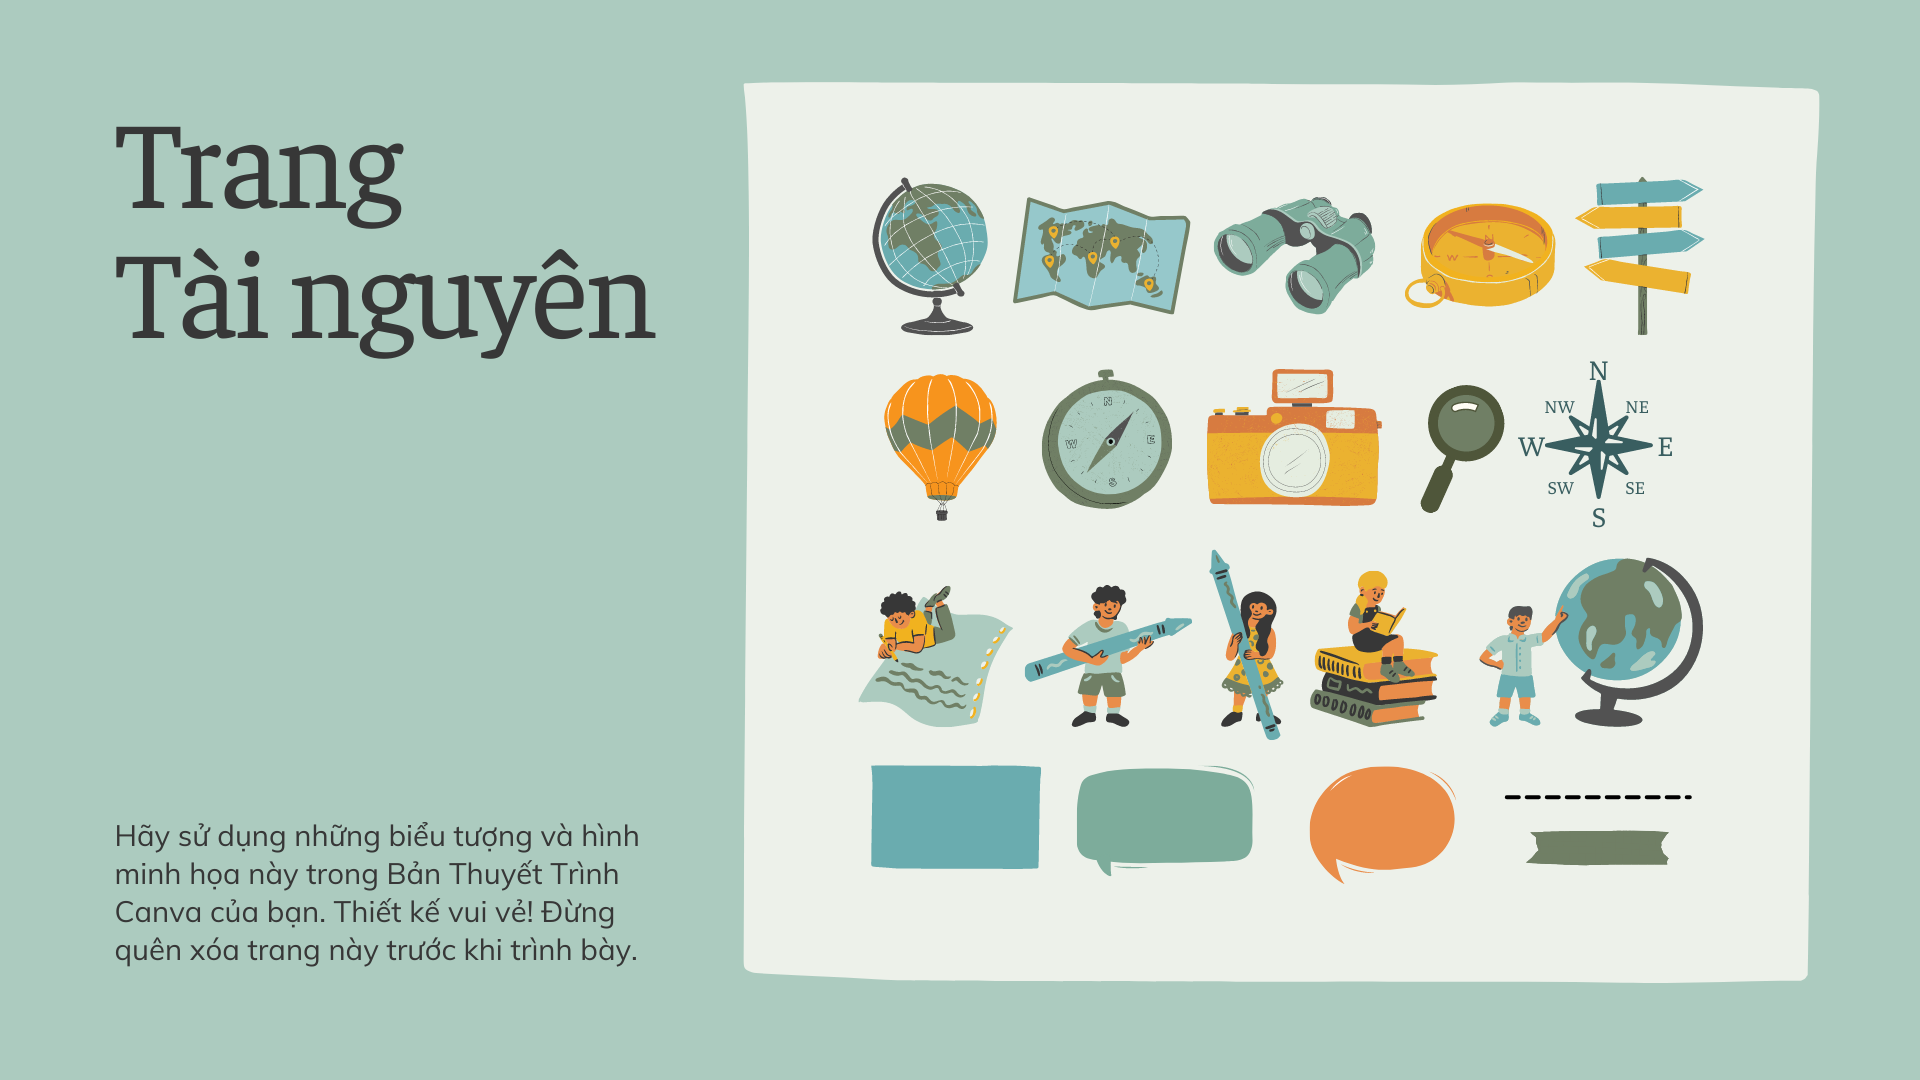 Trang
Tài nguyên
Hãy sử dụng những biểu tượng và hình
minh họa này trong Bản Thuyết Trình
Canva của bạn. Thiết kế vui vẻ! Đừng
quên xóa trang này trước khi trình bày.
W
N
W
E
S
N
NW
NE
W
E
SW
SE
S